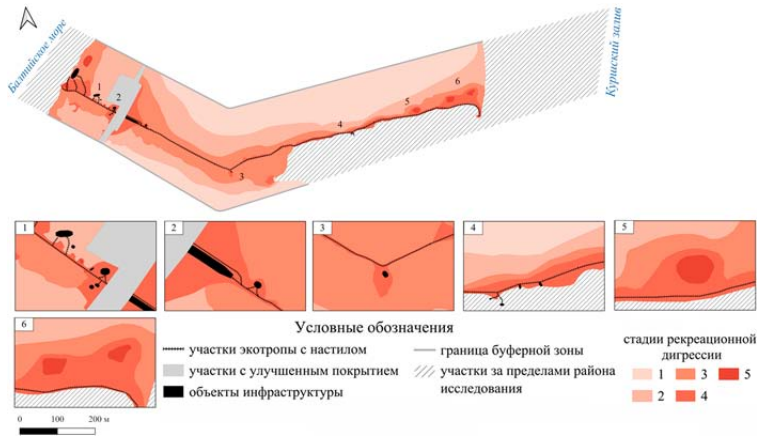 Балтийское море
Куршский залив
1
2
3
4
5
6
1
2
3
4
5
6
Условные обозначения
участки экотропы с настилом
участки с улучшенным покрытием
объекты инфраструктуры
граница буферной зоны
участки за пределами района
исследования
стадии рекреационной
дигрессии
1 3 5
2 4
0 100 200 м